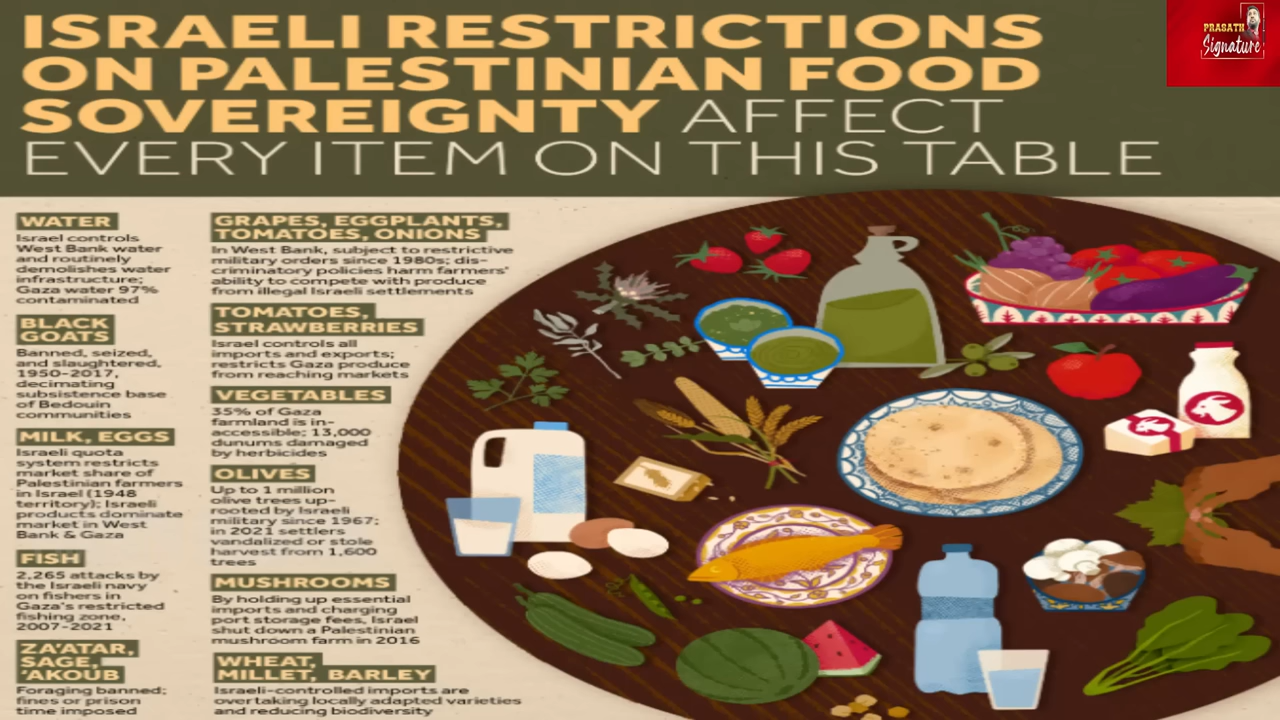 ISRAELI RESTRICTIONS
ON PALESTINIAN FOOD
SOVEREIGNTY AFFECT
EVERY ITEM ON THIS TABLE
PRASATH
Signature
WATER
Israel controls
West Bank water
and routinely
demolishes water
infrastructure;
Gaza water 97%
contaminated
BLACK
GOATS
Banned, seized,
and slaughtered,
1950-2017,
decimating
subsistence base
of Bedouin
communities
MILK, EGGS
Israeli quota
system restricts
market share of
Palestinian farmers
in Israel (1948
territory); Israeli
products dominate
market in West
Bank & Gaza
FISH
2,265 attacks by
the Israeli navy
on fishers in
Gaza's restricted
fishing zone,
2007-2021
ZA'ATAR,
SAGE,
'AKOUB
Foraging banned;
fines or prison
time imposed
GRAPES, EGGPLANTS,
TOMATOES, ONIONS
In West Bank, subject to restrictive
military orders since 1980s; dis-
criminatory policies harm farmers'
ability to compete with produce
from illegal Israeli settlements
TOMATOES,
STRAWBERRIES
Israel controls all
imports and exports;
restricts Gaza produce
from reaching markets
VEGETABLES
35% of Gaza
farmland is in-
accessible; 13,000
dunums damaged
by herbicides
OLIVES
Up to 1 million
olive trees up-
rooted by Israeli
military since 1967;
in 2021 settlers
vandalized or stole
harvest from 1,600
trees
MUSHROOMS
By holding up essential
imports and charging
port storage fees, Israel
shut down a Palestinian
mushroom farm in 2016
WHEAT,
MILLET, BARLEY
Israeli-controlled imports are
overtaking locally adapted varieties
and reducing biodiversity